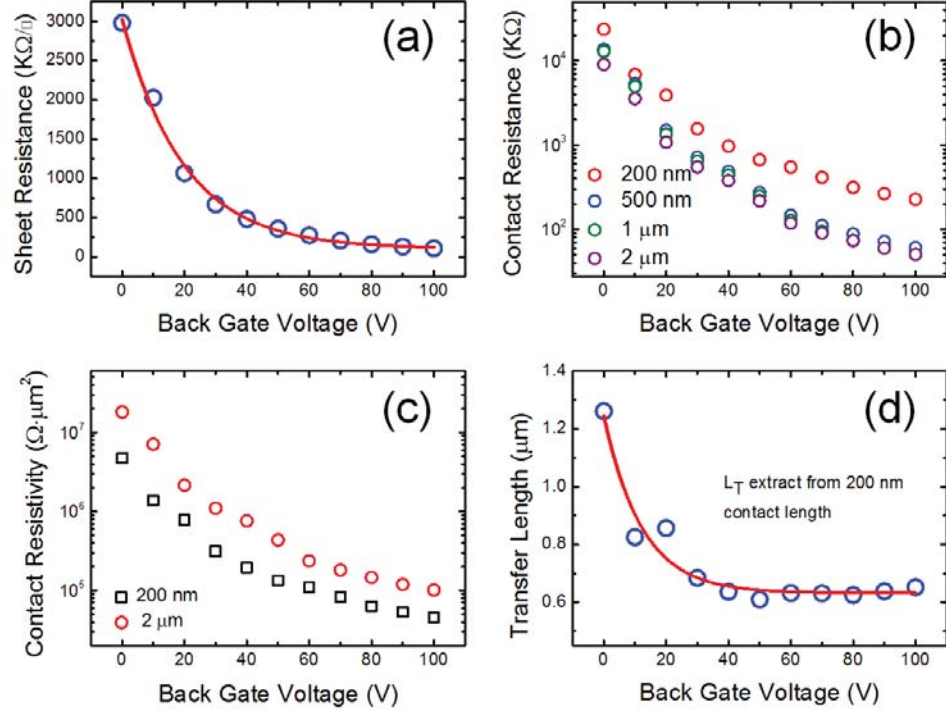 (a)
Sheet Resistance (KΩ/□)
3000
2500
2000
1500
1000
500
0
0 20 40 60 80 100
Back Gate Voltage (V)
(b)
Contact Resistance (KΩ)
10⁴
10³
10²
200 nm
500 nm
1 μm
2 μm
0 20 40 60 80 100
Back Gate Voltage (V)
(c)
Contact Resistivity (Ω·μm²)
10⁷
10⁶
10⁵
200 nm
2 μm
0 20 40 60 80 100
Back Gate Voltage (V)
(d)
Transfer Length (μm)
1.4
1.2
1.0
0.8
0.6
L_T extract from 200 nm
contact length
0 20 40 60 80 100
Back Gate Voltage (V)